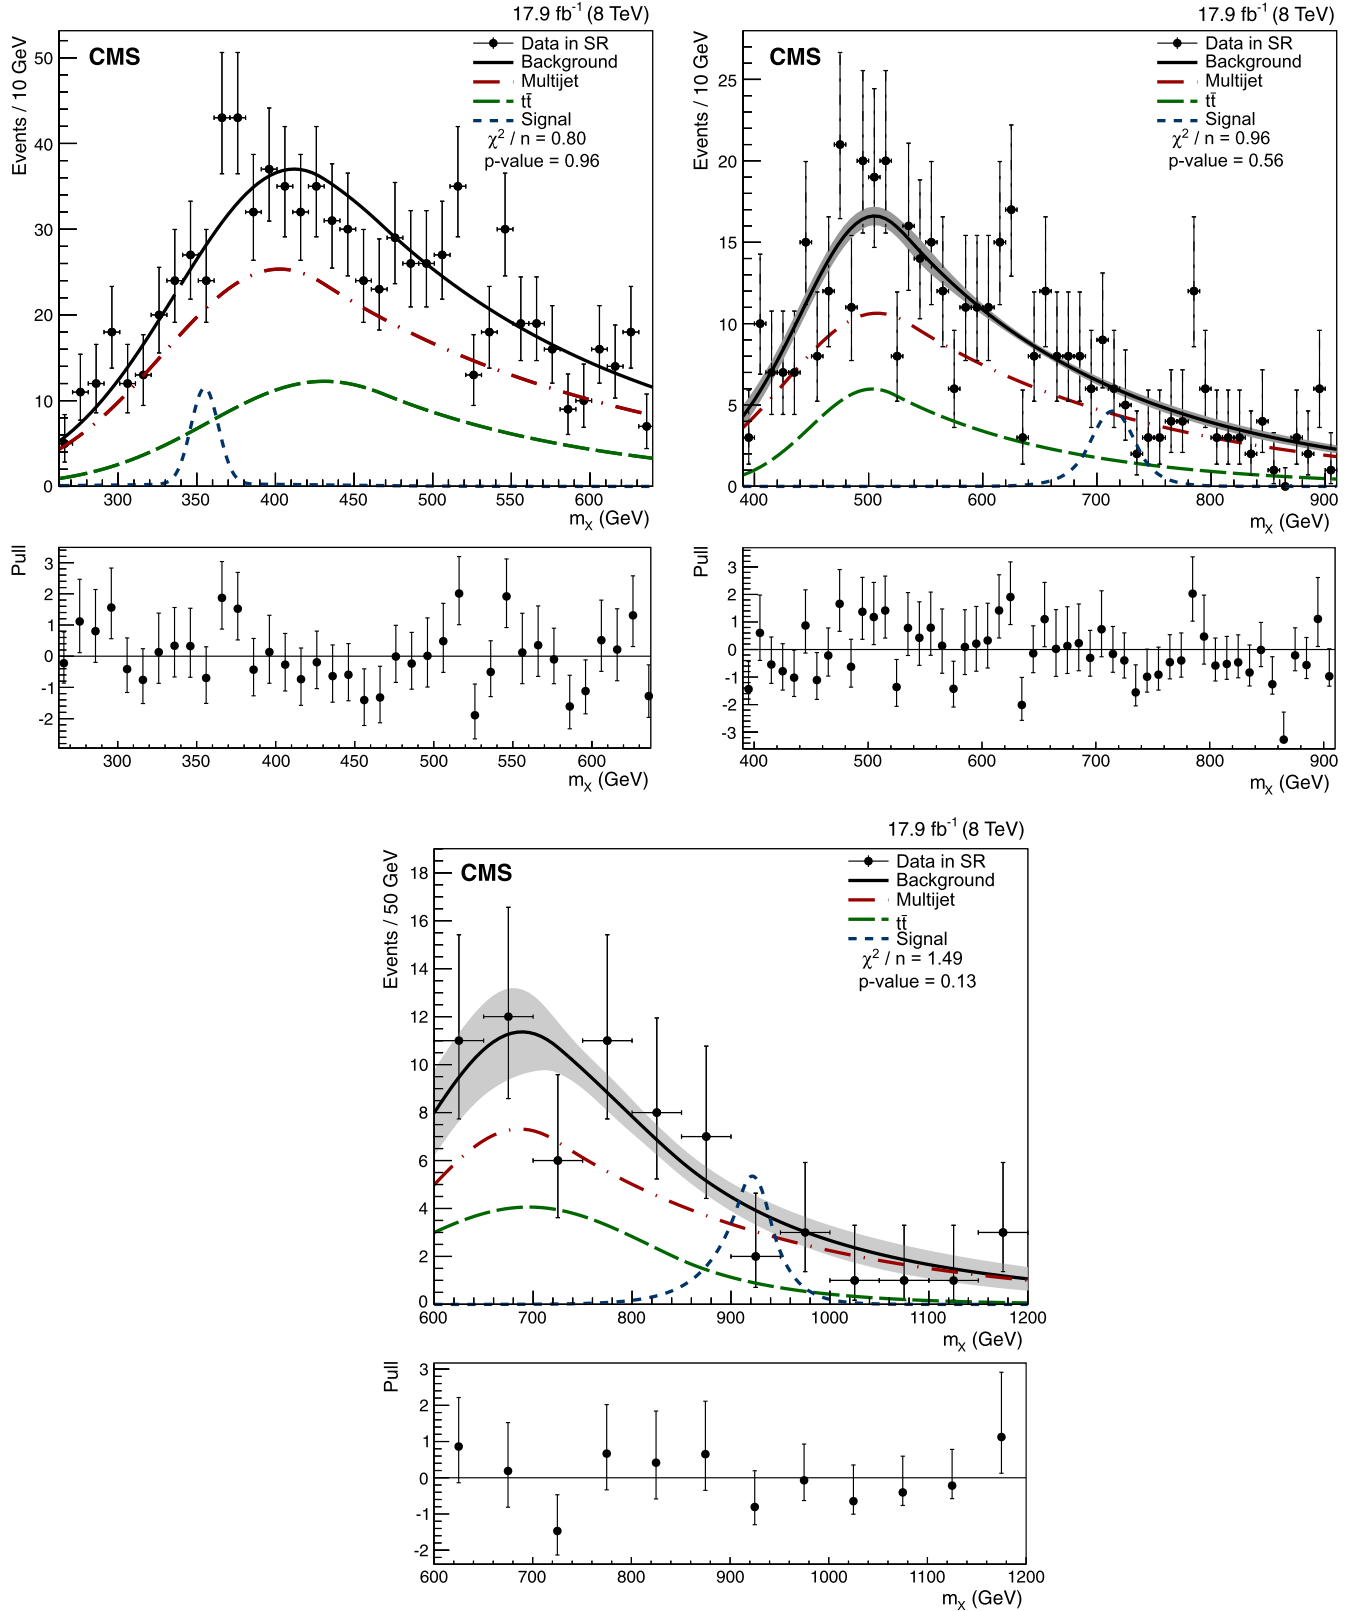 17.9 fb⁻¹ (8 TeV)
CMS
Events / 10 GeV
Data in SR
Background
Multijet
tt̄
Signal
χ² / n = 0.80
p-value = 0.96
50
40
30
20
10
0
300 350 400 450 500 550 600
m_X (GeV)
Pull
3
2
1
0
-1
-2
300 350 400 450 500 550 600
m_X (GeV)
17.9 fb⁻¹ (8 TeV)
CMS
Events / 10 GeV
Data in SR
Background
Multijet
tt̄
Signal
χ² / n = 0.96
p-value = 0.56
25
20
15
10
5
0
400 500 600 700 800 900
m_X (GeV)
Pull
3
2
1
0
-1
-2
-3
400 500 600 700 800 900
m_X (GeV)
17.9 fb⁻¹ (8 TeV)
CMS
Events / 50 GeV
Data in SR
Background
Multijet
tt̄
Signal
χ² / n = 1.49
p-value = 0.13
18
16
14
12
10
8
6
4
2
0
600 700 800 900 1000 1100 1200
m_X (GeV)
Pull
3
2
1
0
-1
-2
600 700 800 900 1000 1100 1200
m_X (GeV)